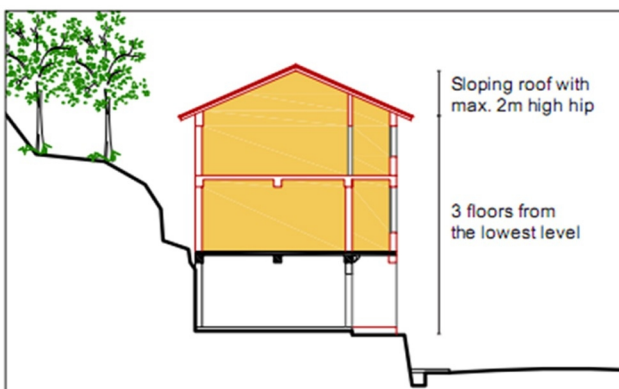 Sloping roof with
max. 2m high hip
3 floors from
the lowest level